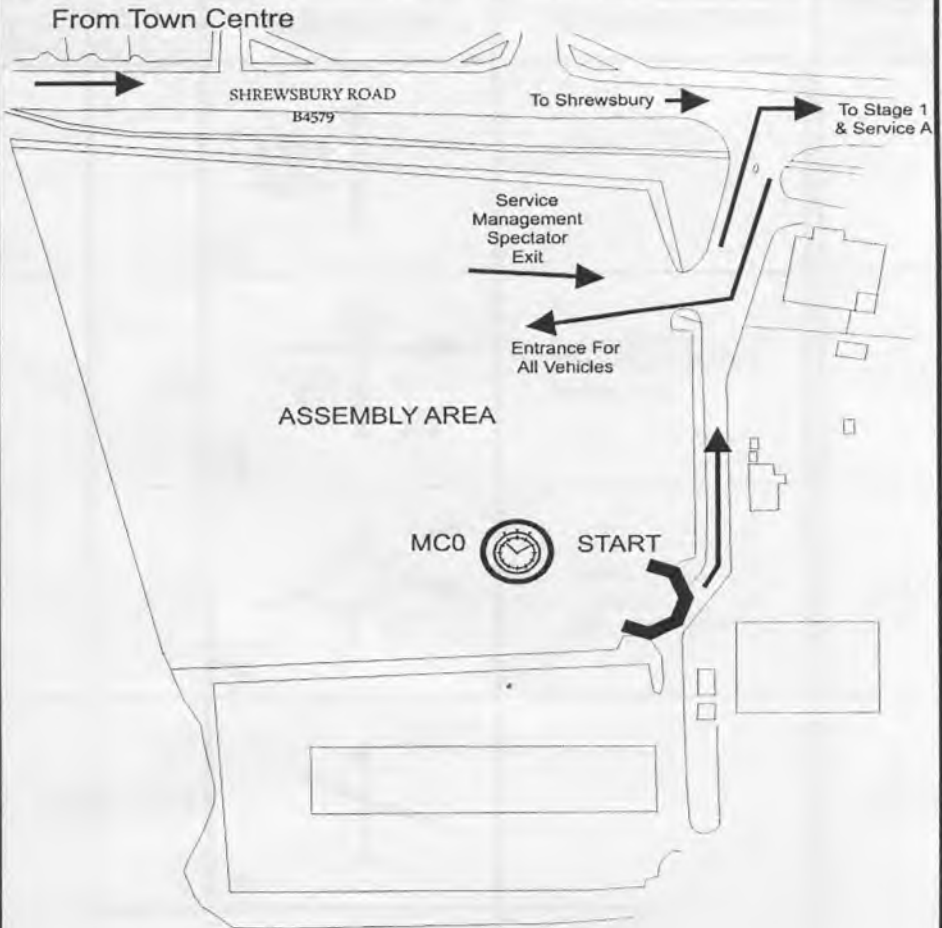 From Town Centre
SHREWSBURY ROAD
B4579
To Shrewsbury
To Stage 1
& Service A
Service
Management
Spectator
Exit
Entrance For
All Vehicles
ASSEMBLY AREA
MC0
START